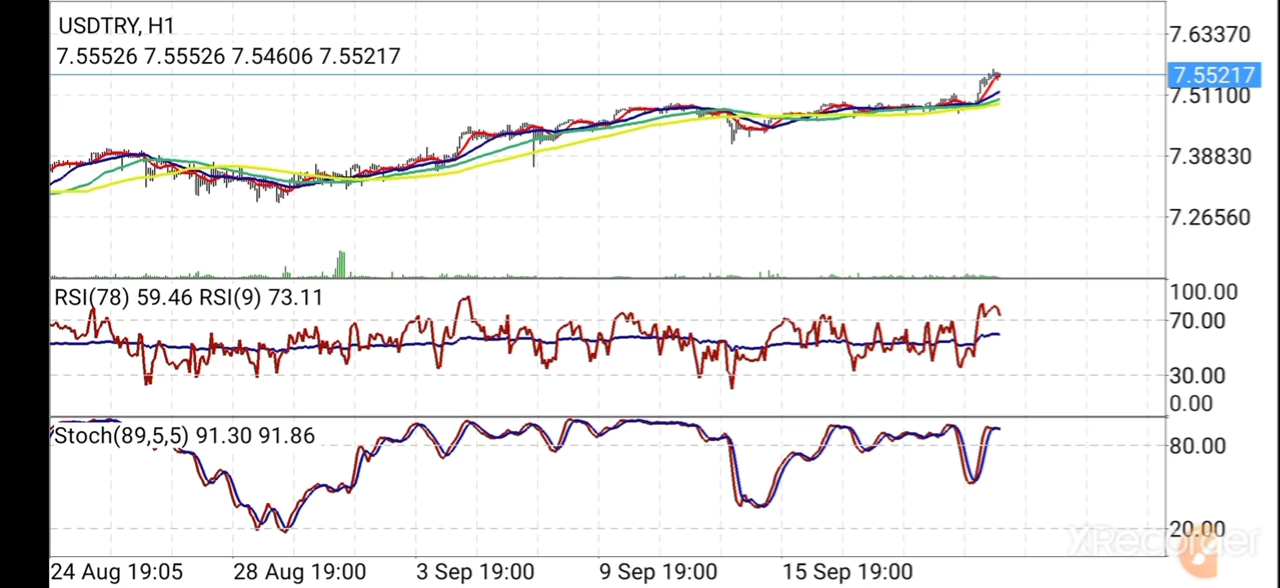 USDTRY, H1
7.55526 7.55526 7.54606 7.55217
7.63370
7.55217
7.51100
7.38830
7.26560
RSI(78) 59.46 RSI(9) 73.11
100.00
70.00
30.00
0.00
Stoch(89,5,5) 91.30 91.86
80.00
20.00
XRecorder
24 Aug 19:05 28 Aug 19:00 3 Sep 19:00 9 Sep 19:00 15 Sep 19:00